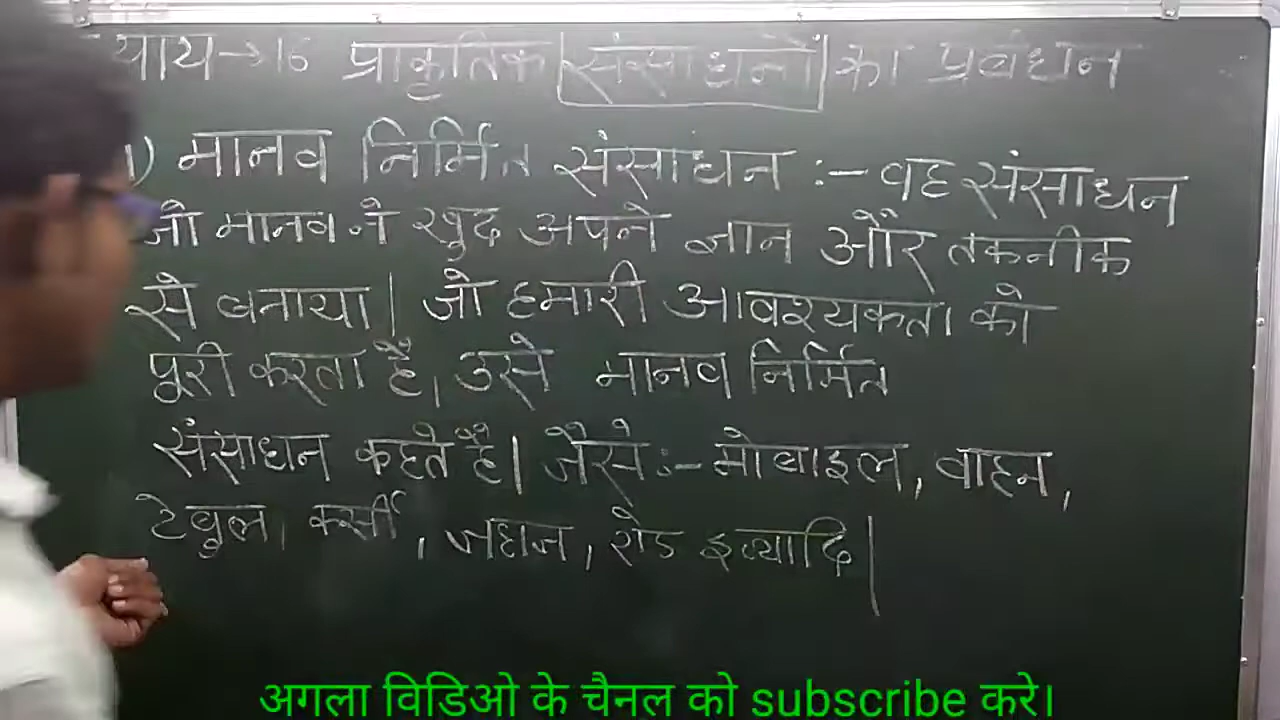 याय→16 प्राकृतिक संसाधनों का प्रबंधन
1) मानव निर्मित संसाधन :- वह संसाधन
जो मानव ने खुद अपने ज्ञान और तकनीक
से बनाया। जो हमारी आवश्यकता को
पुरी करता है, उसे मानव निर्मित
संसाधन कहते है। जैसे :- मोबाइल, वाहन,
टेबुल, कुर्सी, जहाज, रोड इत्यादि।
अगला विडिओ के चैनल को subscribe करे।